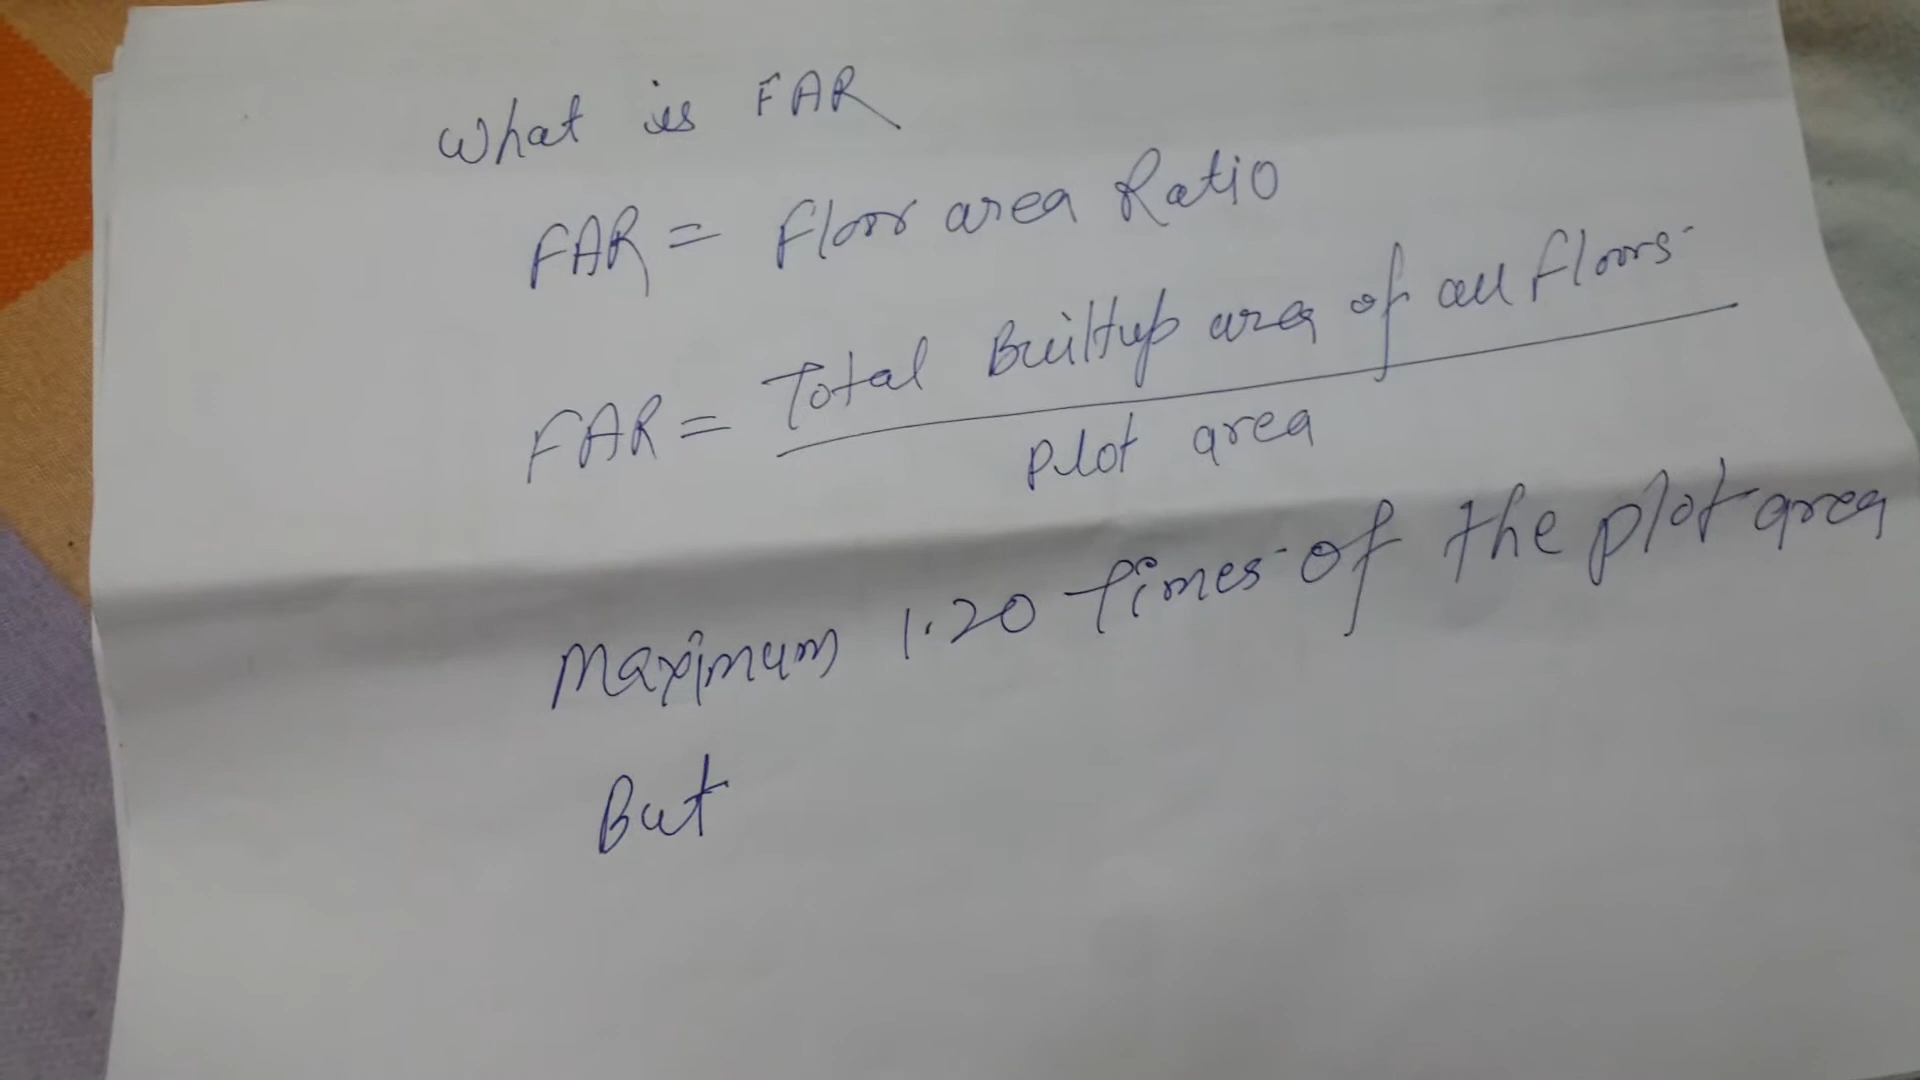 What is FAR
FAR = Floor area Ratio
FAR = Total Builtup area of all floors
Plot area
Maximum 1.20 times of the plot area
But